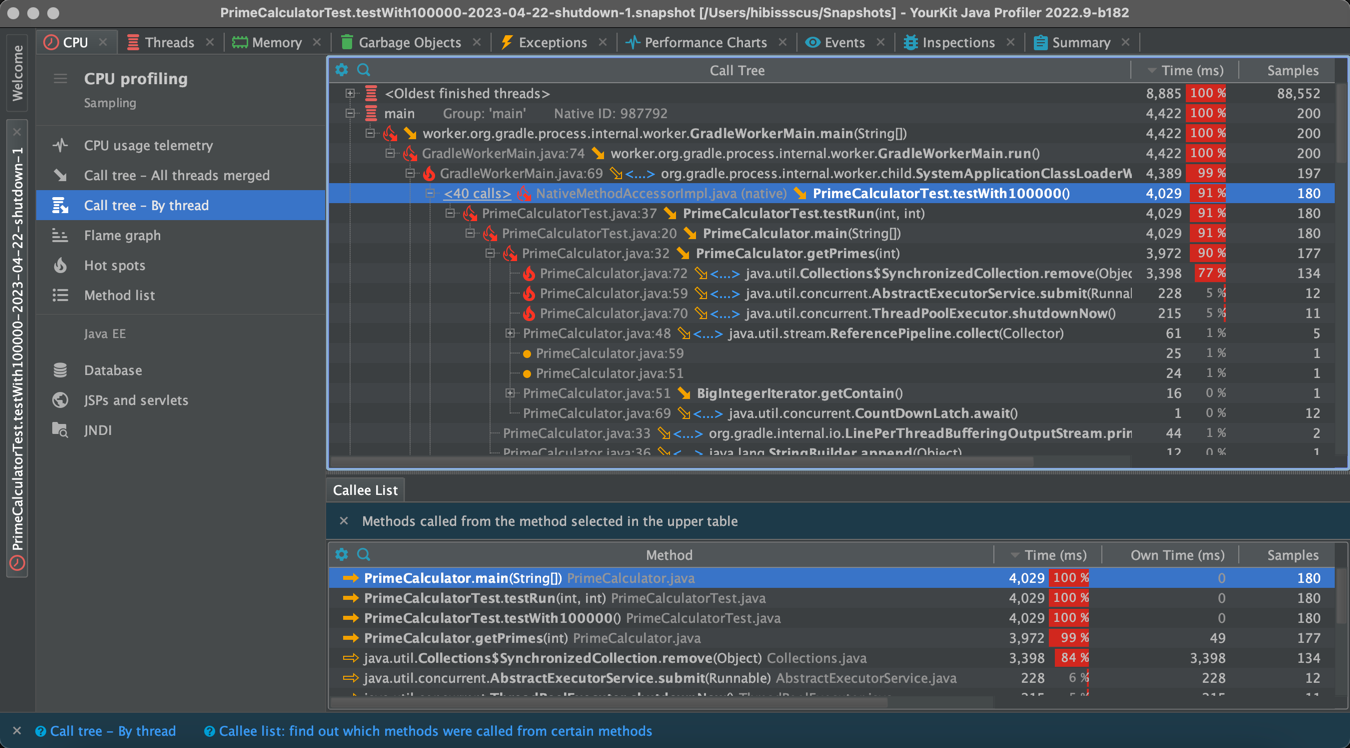 PrimeCalculatorTest.testWith100000-2023-04-22-shutdown-1.snapshot [/Users/hibissscus/Snapshots] - YourKit Java Profiler 2022.9-b182
Welcome
PrimeCalculatorTest.testWith100000-2023-04-22-shutdown-1
CPU Threads Memory Garbage Objects Exceptions Performance Charts Events Inspections Summary
CPU profiling
Sampling
CPU usage telemetry
Call tree – All threads merged
Call tree – By thread
Flame graph
Hot spots
Method list
Java EE
Database
JSPs and servlets
JNDI
Call Tree Time (ms) Samples
<Oldest finished threads> 8,885 100 % 88,552
main Group: 'main' Native ID: 987792 4,422 100 % 200
worker.org.gradle.process.internal.worker.GradleWorkerMain.main(String[]) 4,422 100 % 200
GradleWorkerMain.java:74 worker.org.gradle.process.internal.worker.GradleWorkerMain.run() 4,422 100 % 200
GradleWorkerMain.java:69 <...> org.gradle.process.internal.worker.child.SystemApplicationClassLoaderW 4,389 99 % 197
<40 calls> NativeMethodAccessorImpl.java (native) PrimeCalculatorTest.testWith100000() 4,029 91 % 180
PrimeCalculatorTest.java:37 PrimeCalculatorTest.testRun(int, int) 4,029 91 % 180
PrimeCalculatorTest.java:20 PrimeCalculator.main(String[]) 4,029 91 % 180
PrimeCalculator.java:32 PrimeCalculator.getPrimes(int) 3,972 90 % 177
PrimeCalculator.java:72 <...> java.util.Collections$SynchronizedCollection.remove(Objec 3,398 77 % 134
PrimeCalculator.java:59 <...> java.util.concurrent.AbstractExecutorService.submit(Runna 228 5 % 12
PrimeCalculator.java:70 <...> java.util.concurrent.ThreadPoolExecutor.shutdownNow() 215 5 % 11
PrimeCalculator.java:48 <...> java.util.stream.ReferencePipeline.collect(Collector) 61 1 % 5
PrimeCalculator.java:59 25 1 % 1
PrimeCalculator.java:51 24 1 % 1
PrimeCalculator.java:51 BigIntegerIterator.getContain() 16 0 % 1
PrimeCalculator.java:69 <...> java.util.concurrent.CountDownLatch.await() 1 0 % 12
PrimeCalculator.java:33 <...> org.gradle.internal.io.LinePerThreadBufferingOutputStream.prin 44 1 % 2
PrimeCalculator.java:36 <...> java.lang.StringBuilder.append(Object) 12 0 % 1
Callee List
Methods called from the method selected in the upper table
Method Time (ms) Own Time (ms) Samples
PrimeCalculator.main(String[]) PrimeCalculator.java 4,029 100 % 0 180
PrimeCalculatorTest.testRun(int, int) PrimeCalculatorTest.java 4,029 100 % 0 180
PrimeCalculatorTest.testWith100000() PrimeCalculatorTest.java 4,029 100 % 0 180
PrimeCalculator.getPrimes(int) PrimeCalculator.java 3,972 99 % 49 177
java.util.Collections$SynchronizedCollection.remove(Object) Collections.java 3,398 84 % 3,398 134
java.util.concurrent.AbstractExecutorService.submit(Runnable) AbstractExecutorService.java 228 6 % 228 12
java.util.concurrent.ThreadPoolExecutor.shutdownNow() ThreadPoolExecutor.java 215 5 % 215 11
Call tree – By thread Callee list: find out which methods were called from certain methods